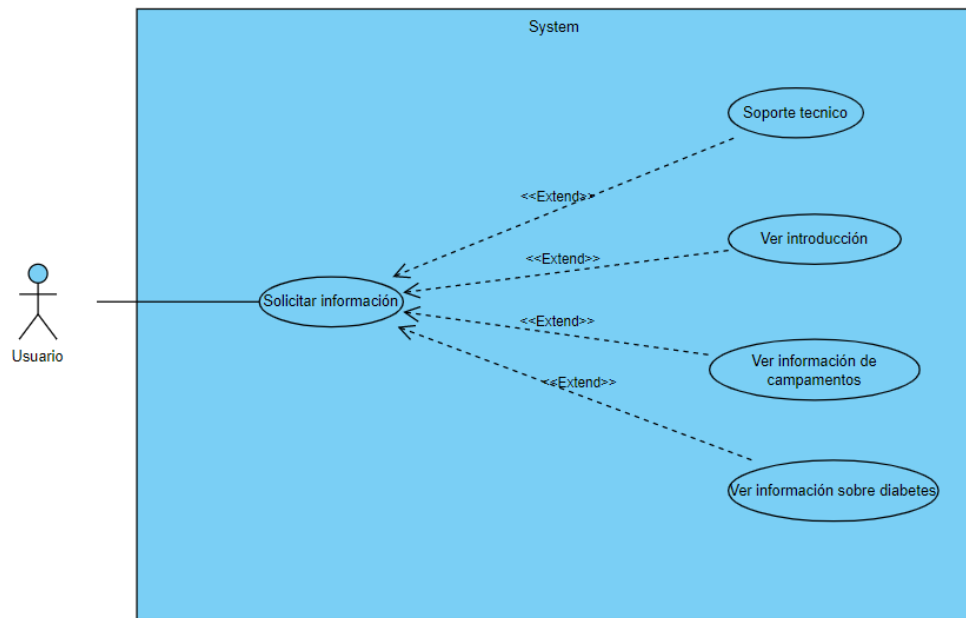 System
Soporte tecnico
<<Extend>>
Ver introducción
<<Extend>>
Solicitar información
<<Extend>>
Usuario
Ver información de
campamentos
<<Extend>>
Ver información sobre diabetes